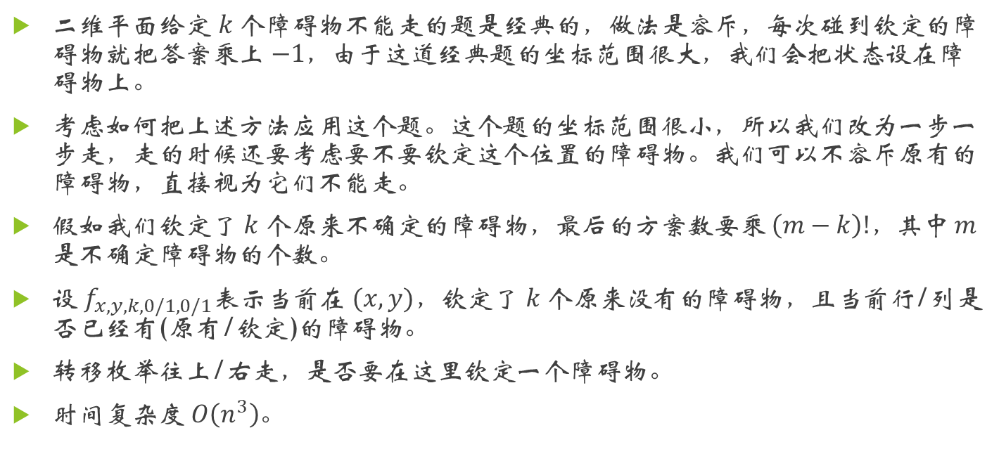 二维平面给定 k 个障碍物不能走的题是经典的，做法是容斥，每次碰到钦定的障
碍物就把答案乘上 −1，由于这道经典题的坐标范围很大，我们会把状态设在障
碍物上。
考虑如何把上述方法应用这个题。这个题的坐标范围很小，所以我们改为一步一
步走，走的时候还要考虑要不要钦定这个位置的障碍物。我们可以不容斥原有的
障碍物，直接视为它们不能走。
假如我们钦定了 k 个原来不确定的障碍物，最后的方案数要乘 (m − k)!，其中 m
是不确定障碍物的个数。
设 f_{x,y,k,0/1,0/1}表示当前在 (x, y)，钦定了 k 个原来没有的障碍物，且当前行/列是
否已经有(原有/钦定)的障碍物。
转移枚举往上/右走，是否要在这里钦定一个障碍物。
时间复杂度 O(n³)。